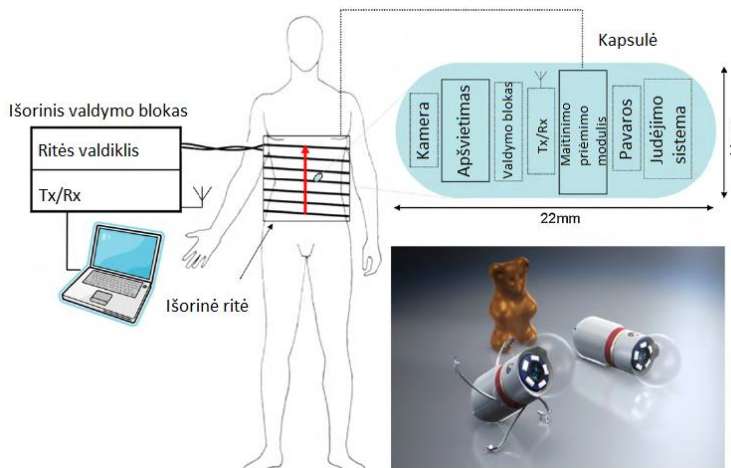 Kapsulė
Išorinis valdymo blokas
Ritės valdiklis
Tx/Rx
Kamera
Apšvietimas
Valdymo blokas
Tx/Rx
Maitinimo
priėmimo
modulis
Pavaros
Judėjimo
sistema
22mm
Išorinė ritė